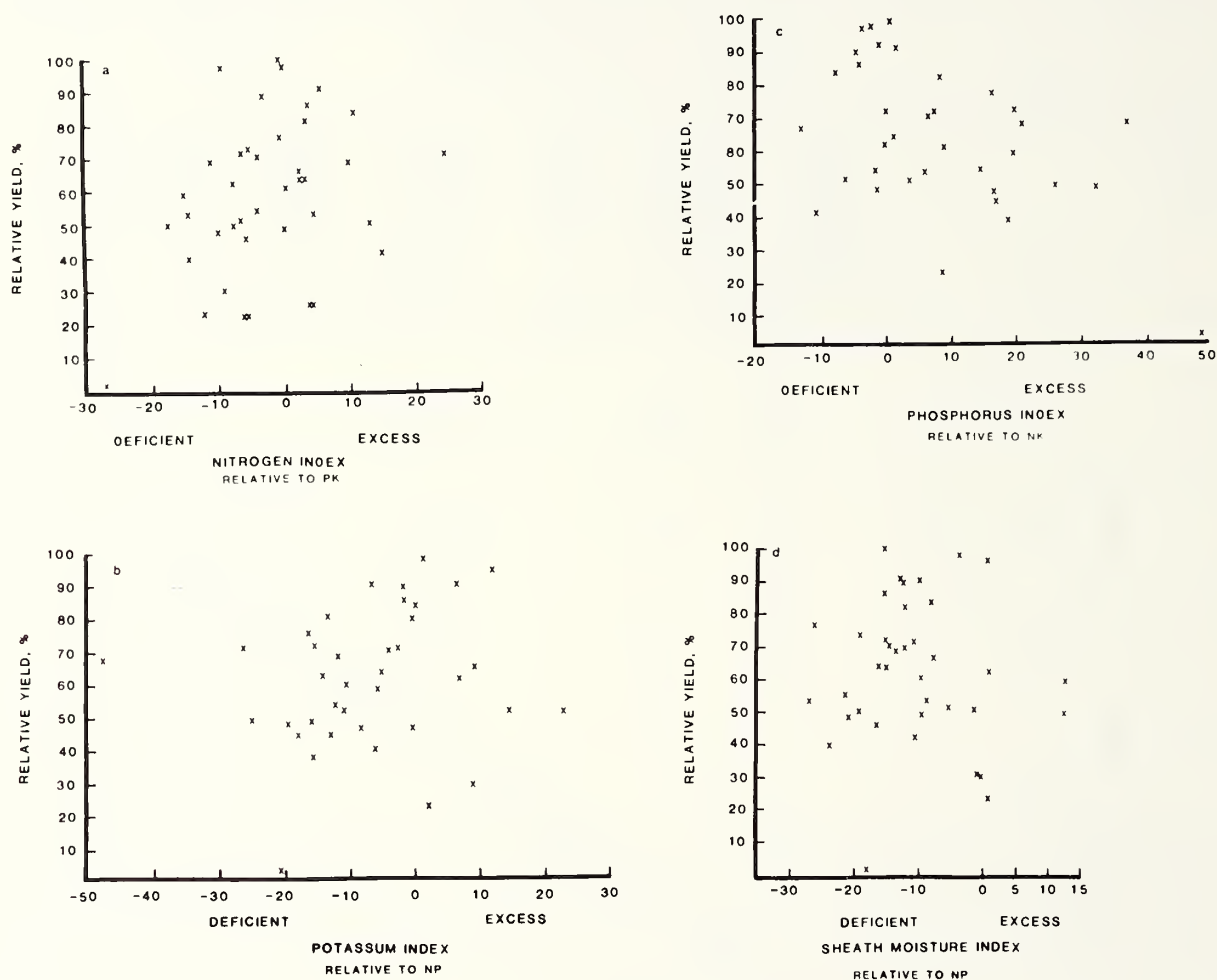 a
RELATIVE YIELD, %
100
90
80
70
60
50
40
30
20
10
-30 -20 -10 0 10 20 30
DEFICIENT EXCESS
NITROGEN INDEX
RELATIVE TO PK
c
RELATIVE YIELD, %
100
90
80
70
60
50
40
30
20
10
-20 -10 0 10 20 30 40 50
DEFICIENT EXCESS
PHOSPHORUS INDEX
RELATIVE TO NK
b
RELATIVE YIELD, %
100
90
80
70
60
50
40
30
20
10
-50 -40 -30 -20 -10 0 10 20 30
DEFICIENT EXCESS
POTASSUM INDEX
RELATIVE TO NP
d
RELATIVE YIELD, %
100
90
80
70
60
50
40
30
20
10
-30 -20 -10 0 5 10 15
DEFICIENT EXCESS
SHEATH MOISTURE INDEX
RELATIVE TO NP